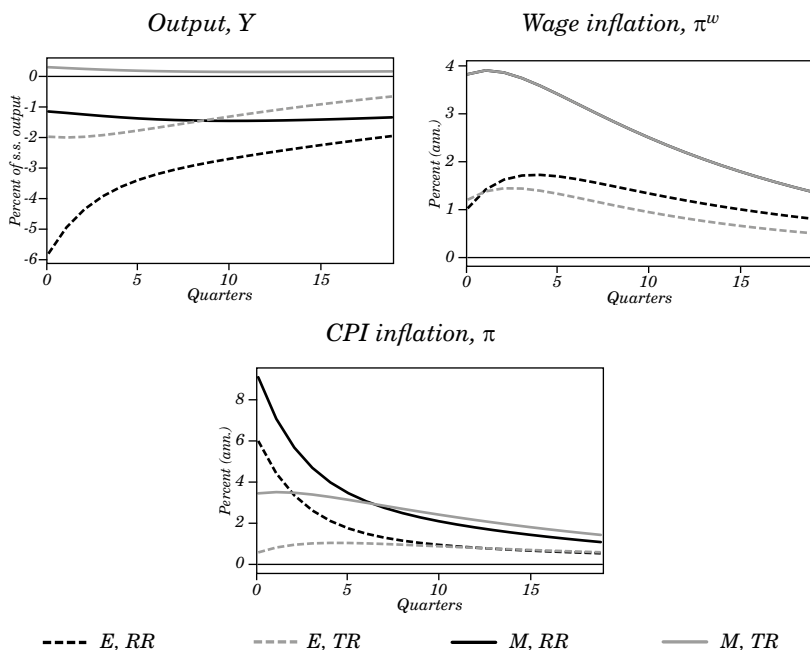 Output, Y
Percent of s.s. output
0
-1
-2
-3
-4
-5
-6
0
5
10
15
Quarters
Wage inflation, πʷ
Percent (ann.)
4
3
2
1
0
0
5
10
15
Quarters
CPI inflation, π
Percent (ann.)
8
6
4
2
0
0
5
10
15
Quarters
E, RR
E, TR
M, RR
M, TR